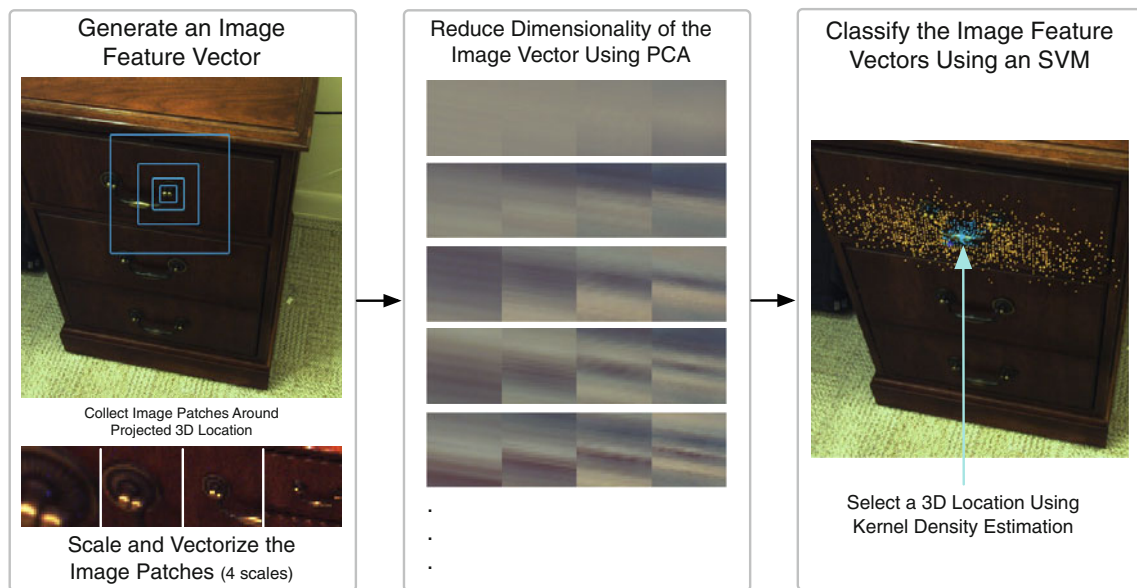 Generate an Image
Feature Vector
Collect Image Patches Around
Projected 3D Location
Scale and Vectorize the
Image Patches (4 scales)
Reduce Dimensionality of the
Image Vector Using PCA
.
.
.
Classify the Image Feature
Vectors Using an SVM
Select a 3D Location Using
Kernel Density Estimation